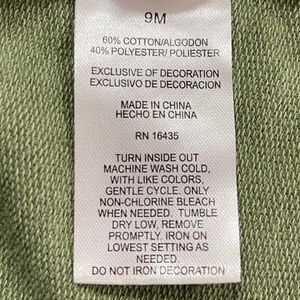 9M
60% COTTON/ALGODON
40% POLYESTER/ POLIESTER
EXCLUSIVE OF DECORATION
EXCLUSIVO DE DECORACION
MADE IN CHINA
HECHO EN CHINA
RN 16435
TURN INSIDE OUT
MACHINE WASH COLD,
WITH LIKE COLORS,
GENTLE CYCLE. ONLY
NON-CHLORINE BLEACH
WHEN NEEDED. TUMBLE
DRY LOW, REMOVE
PROMPTLY. IRON ON
LOWEST SETTING AS
NEEDED.
DO NOT IRON DECORATION